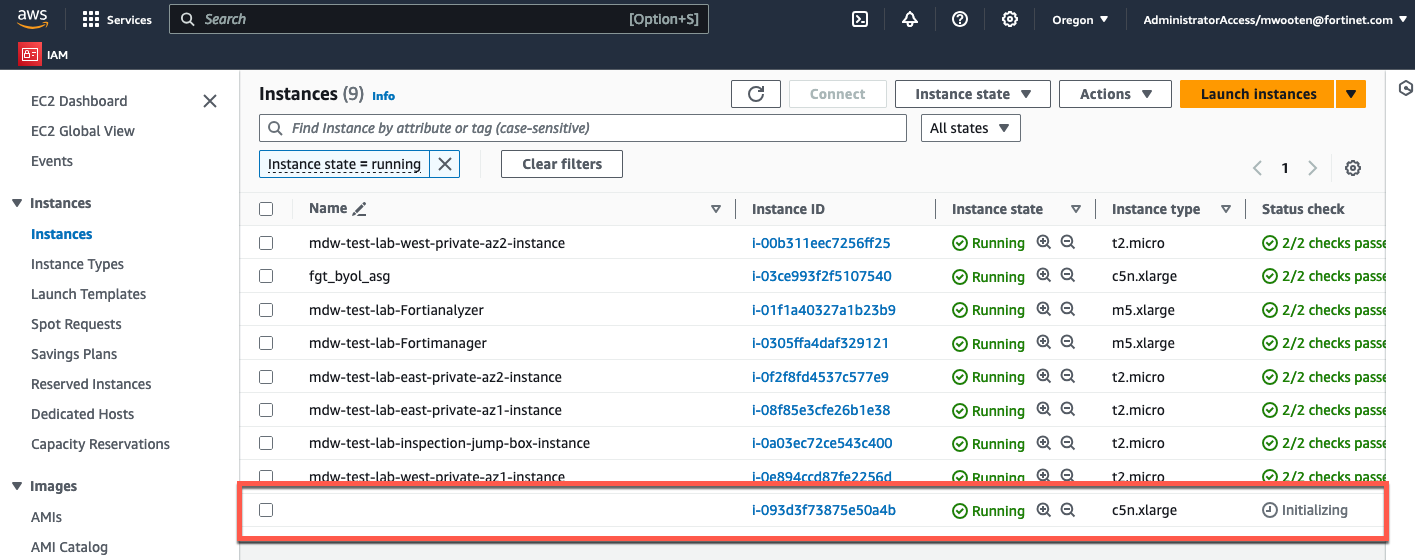 aws Services Search [Option+S] Oregon AdministratorAccess/mwooten@fortinet.com
IAM
EC2 Dashboard
EC2 Global View
Events
Instances
Instances
Instance Types
Launch Templates
Spot Requests
Savings Plans
Reserved Instances
Dedicated Hosts
Capacity Reservations
Images
AMIs
AMI Catalog
Instances (9) Info Connect Instance state Actions Launch instances
Find Instance by attribute or tag (case-sensitive) All states
Instance state = running Clear filters 1
Name Instance ID Instance state Instance type Status check
mdw-test-lab-west-private-az2-instance i-00b311eec7256ff25 Running t2.micro 2/2 checks passe
fgt_byol_asg i-03ce993f2f5107540 Running c5n.xlarge 2/2 checks passe
mdw-test-lab-Fortianalyzer i-01f1a40327a1b23b9 Running m5.xlarge 2/2 checks passe
mdw-test-lab-Fortimanager i-0305ffa4daf329121 Running m5.xlarge 2/2 checks passe
mdw-test-lab-east-private-az2-instance i-0f2f8fd4537c577e9 Running t2.micro 2/2 checks passe
mdw-test-lab-east-private-az1-instance i-08f85e3cfe26b1e38 Running t2.micro 2/2 checks passe
mdw-test-lab-inspection-jump-box-instance i-0a03ec72ce543c400 Running t2.micro 2/2 checks passe
mdw-test-lab-west-private-az1-instance i-0e894ccd87fe2256d Running t2.micro 2/2 checks passe
i-093d3f73875e50a4b Running c5n.xlarge Initializing